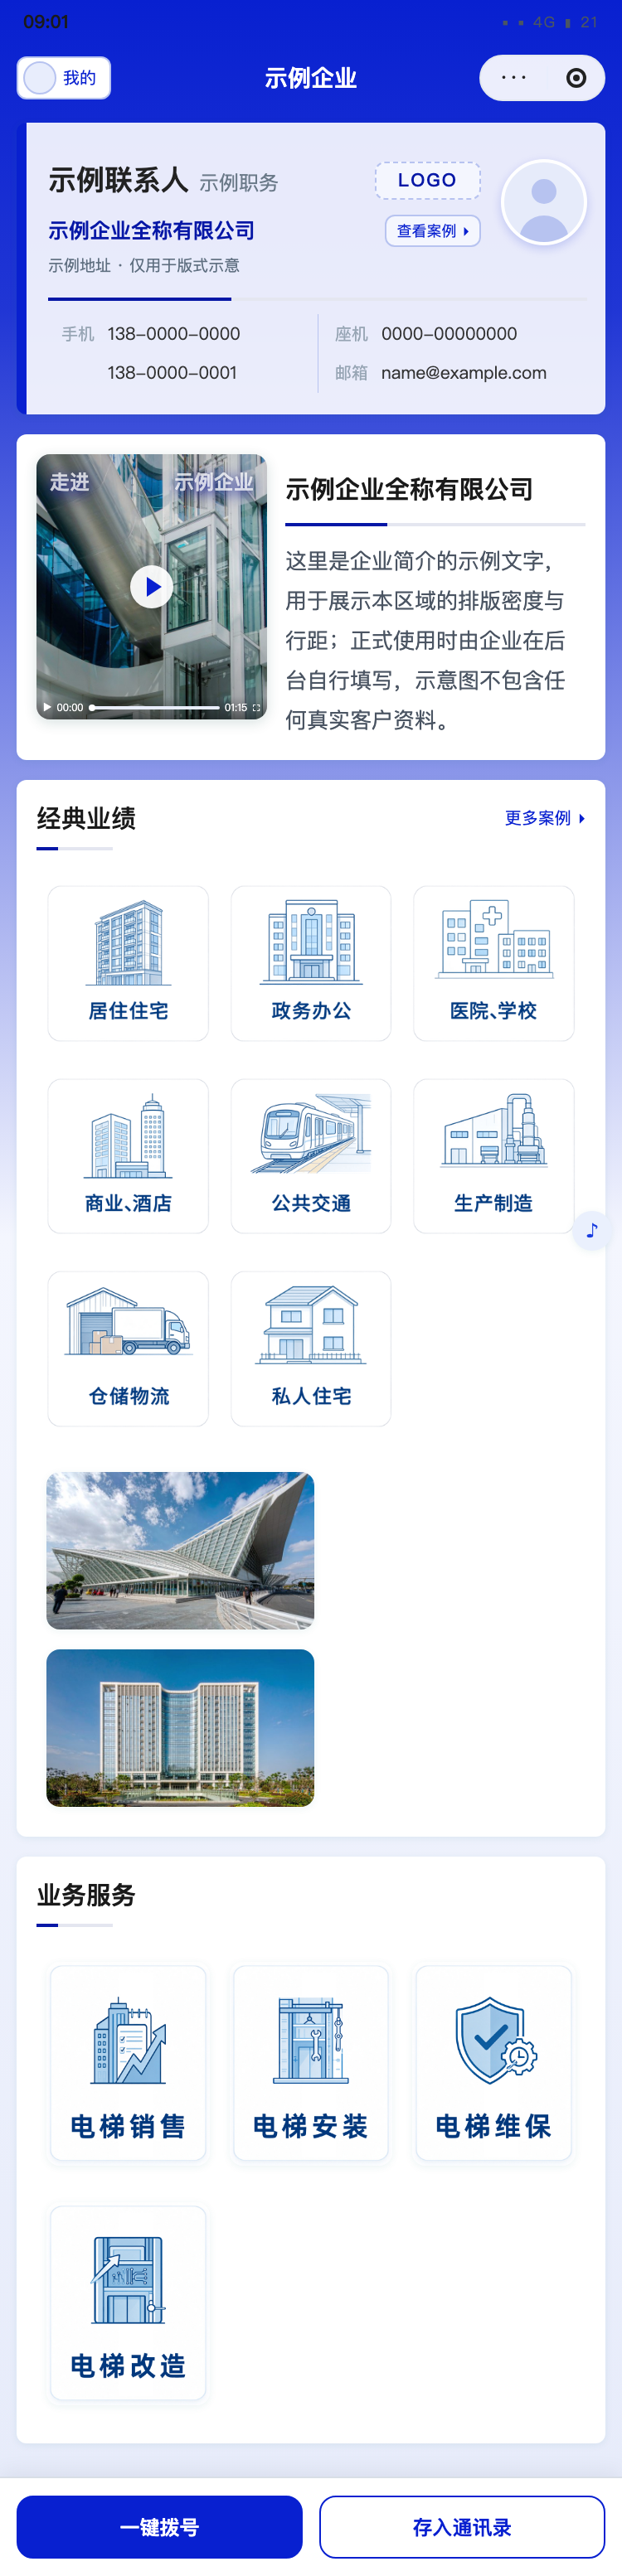 09:01
4G 21
我的
示例企业
示例联系人 示例职务
LOGO
示例企业全称有限公司
查看案例
示例地址 · 仅用于版式示意
手机 138-0000-0000
座机 0000-00000000
138-0000-0001
邮箱 name@example.com
走进 示例企业
00:00 01:15
示例企业全称有限公司
这里是企业简介的示例文字，
用于展示本区域的排版密度与
行距；正式使用时由企业在后
台自行填写，示意图不包含任
何真实客户资料。
经典业绩
更多案例
居住住宅
政务办公
医院、学校
商业、酒店
公共交通
生产制造
仓储物流
私人住宅
业务服务
电梯销售
电梯安装
电梯维保
电梯改造
一键拨号
存入通讯录